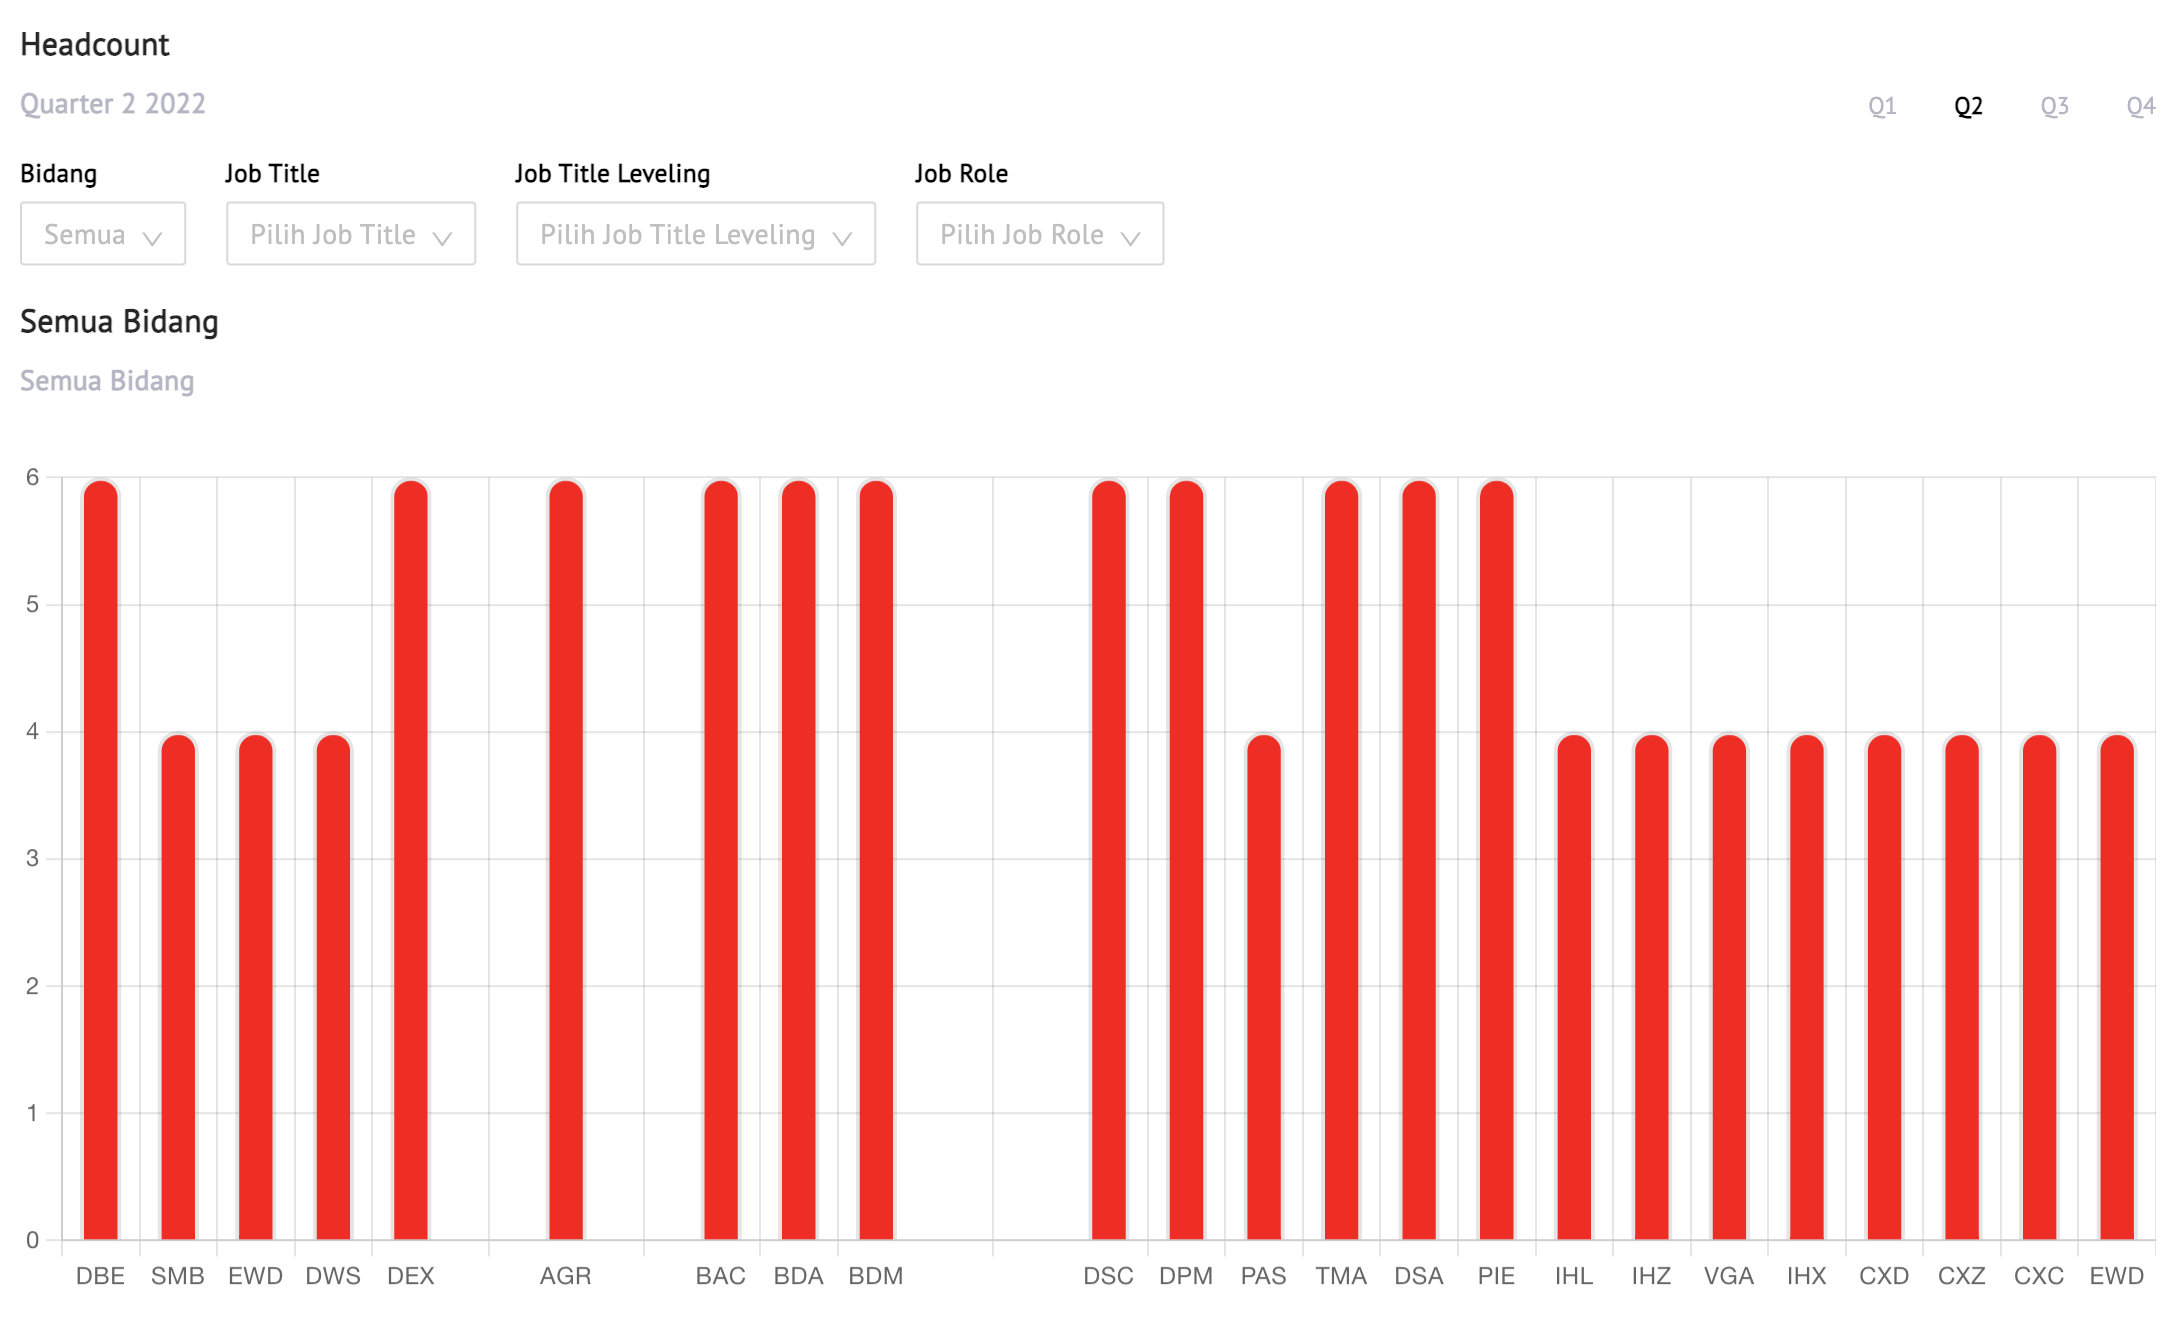 Headcount
Quarter 2 2022
Q1 Q2 Q3 Q4
Bidang Job Title Job Title Leveling Job Role
Semua Pilih Job Title Pilih Job Title Leveling Pilih Job Role
Semua Bidang
Semua Bidang
6
5
4
3
2
1
0
DBE SMB EWD DWS DEX AGR BAC BDA BDM DSC DPM PAS TMA DSA PIE IHL IHZ VGA IHX CXD CXZ CXC EWD